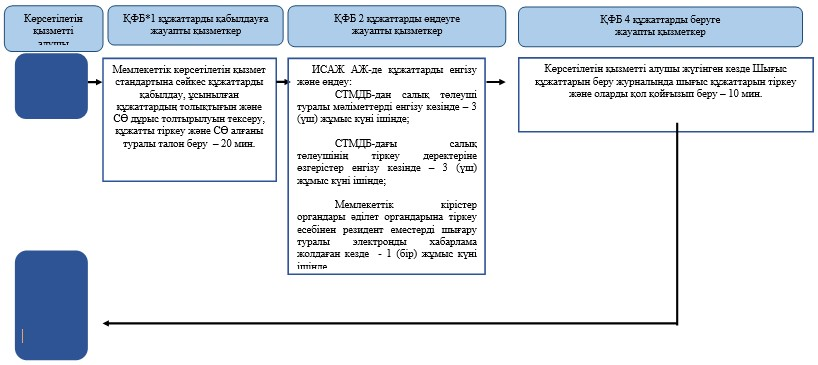 Көрсетілетін
қызметті
алушы
ҚФБ*1 құжаттарды қабылдауға
жауапты қызметкер
ҚФБ 2 құжаттарды өңдеуге
жауапты қызметкер
ҚФБ 4 құжаттарды беруге
жауапты қызметкер
Мемлекеттік көрсетілетін қызмет
стандартына сәйкес құжаттарды
қабылдау, ұсынылған
құжаттардың толықтығын және
СӨ дұрыс толтырылуын тексеру,
құжатты тіркеу және СӨ алғаны
туралы талон беру – 20 мин.
ИСАЖ АЖ-де құжаттарды енгізу
және өңдеу:
СТМДБ-дан салық төлеуші
туралы мәліметтерді енгізу кезінде – 3
(үш) жұмыс күні ішінде;
СТМДБ-дағы салық
төлеушінің тіркеу деректеріне
өзгерістер енгізу кезінде – 3 (үш)
жұмыс күні ішінде;
Мемлекеттік кірістер
органдары әділет органдарына тіркеу
есебінен резидент еместерді шығару
туралы электронды хабарлама
жолдаған кезде - 1 (бір) жұмыс күні
ішінде
Көрсетілетін қызметті алушы жүгінген кезде Шығыс
құжаттарын беру журналында шығыс құжаттарын тіркеу
және оларды қол қойғызып беру – 10 мин.